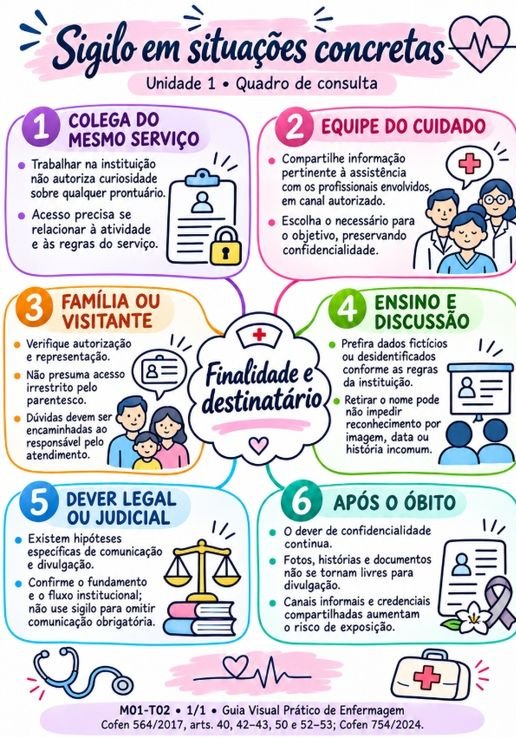 Sigilo em situações concretas
Unidade 1 • Quadro de consulta
1 COLEGA DO
MESMO SERVIÇO
• Trabalhar na instituição
não autoriza curiosidade
sobre qualquer prontuário.
• Acesso precisa se
relacionar à atividade
e às regras do serviço.
2 EQUIPE DO CUIDADO
• Compartilhe informação
pertinente à assistência
com os profissionais envolvidos,
em canal autorizado.
• Escolha o necessário para
o objetivo, preservando
confidencialidade.
3 FAMÍLIA OU
VISITANTE
• Verifique autorização
e representação.
• Não presuma acesso
irrestrito pelo
parentesco.
• Dúvidas devem ser
encaminhadas ao
responsável pelo
atendimento.
Finalidade e
destinatário
4 ENSINO E
DISCUSSÃO
• Prefira dados fictícios
ou desidentificados
conforme as regras
da instituição.
• Retirar o nome pode não
impedir
reconhecimento por
imagem, data ou
história incomum.
5 DEVER LEGAL
OU JUDICIAL
• Existem hipóteses
específicas de comunicação
e divulgação.
• Confirme o fundamento
e o fluxo institucional;
não use sigilo para omitir
comunicação obrigatória.
6 APÓS O ÓBITO
• O dever de confidencialidade
continua.
• Fotos, histórias e documentos
não se tornam livres para
divulgação.
• Canais informais e credenciais
compartilhadas aumentam
o risco de exposição.
M01-T02 • 1/1 • Guia Visual Prático de Enfermagem
Cofen 564/2017, arts. 40, 42–43, 50 e 52–53; Cofen 754/2024.